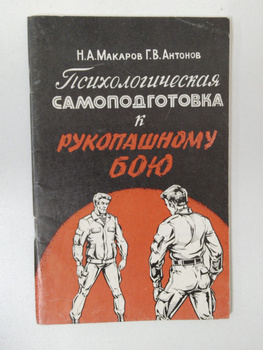 Н.А.Макаров Г.В.Антонов
Психологическая
САМОПОДГОТОВКА
к
РУКОПАШНОМУ
БОЮ